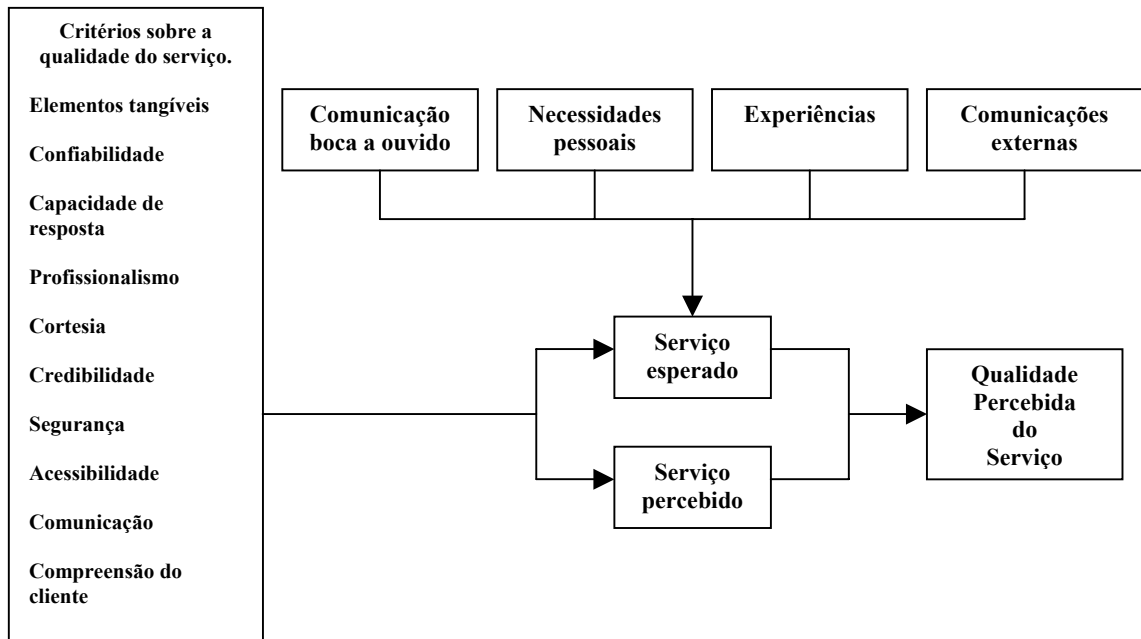 Critérios sobre a
qualidade do serviço.
Elementos tangíveis
Confiabilidade
Capacidade de
resposta
Profissionalismo
Cortesia
Credibilidade
Segurança
Acessibilidade
Comunicação
Compreensão do
cliente
Comunicação
boca a ouvido
Necessidades
pessoais
Experiências
Comunicações
externas
Serviço
esperado
Serviço
percebido
Qualidade
Percebida
do
Serviço